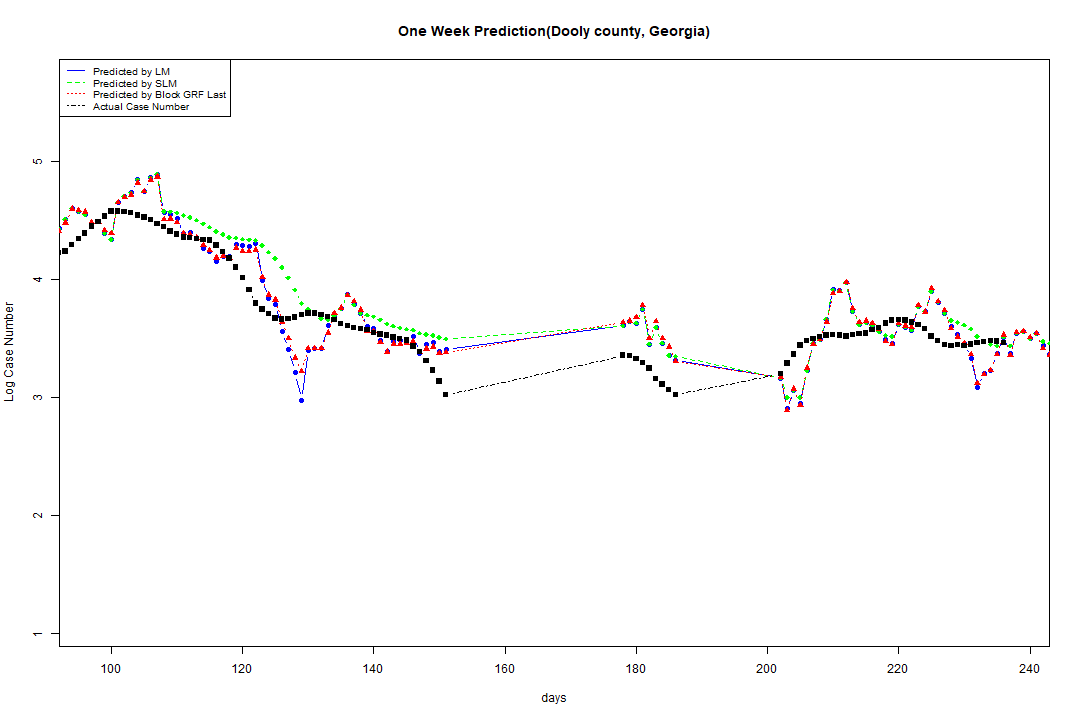 One Week Prediction(Dooly county, Georgia)
Predicted by LM
Predicted by SLM
Predicted by Block GRF Last
Actual Case Number
5
4
3
2
1
Log Case Number
100 120 140 160 180 200 220 240
days